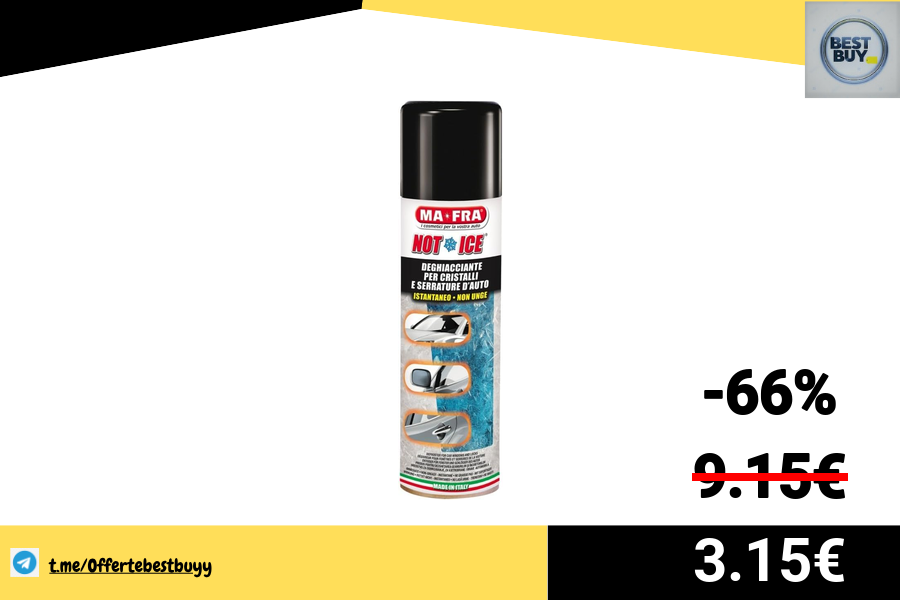 BEST
BUY
MA-FRA
i cosmetici per la vostra auto
NOT ICE
DEGHIACCIANTE
PER CRISTALLI
E SERRATURE D'AUTO
ISTANTANEO - NON UNGE
MADE IN ITALY
-66%
9.15€
3.15€
t.me/Offertebestbuyy